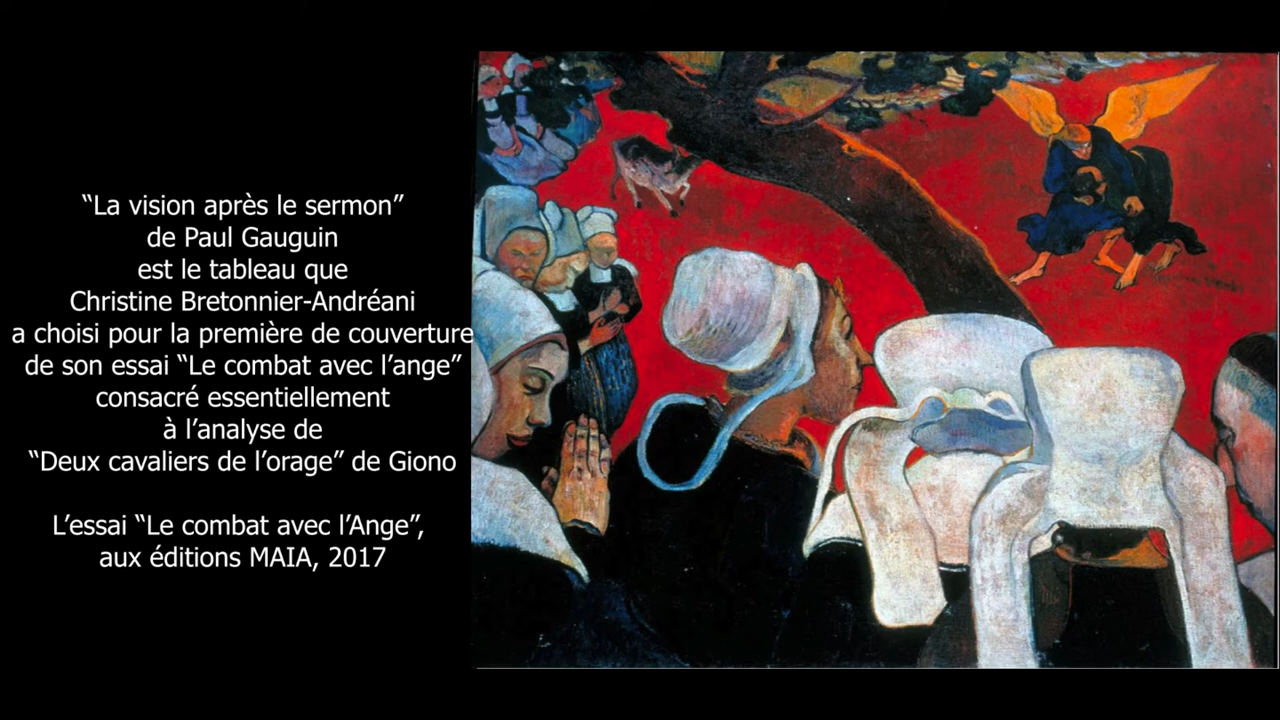 “La vision après le sermon”
de Paul Gauguin
est le tableau que
Christine Bretonnier-Andréani
a choisi pour la première de couverture
de son essai “Le combat avec l’ange”
consacré essentiellement
à l’analyse de
“Deux cavaliers de l’orage” de Giono
L’essai “Le combat avec l’Ange”,
aux éditions MAIA, 2017